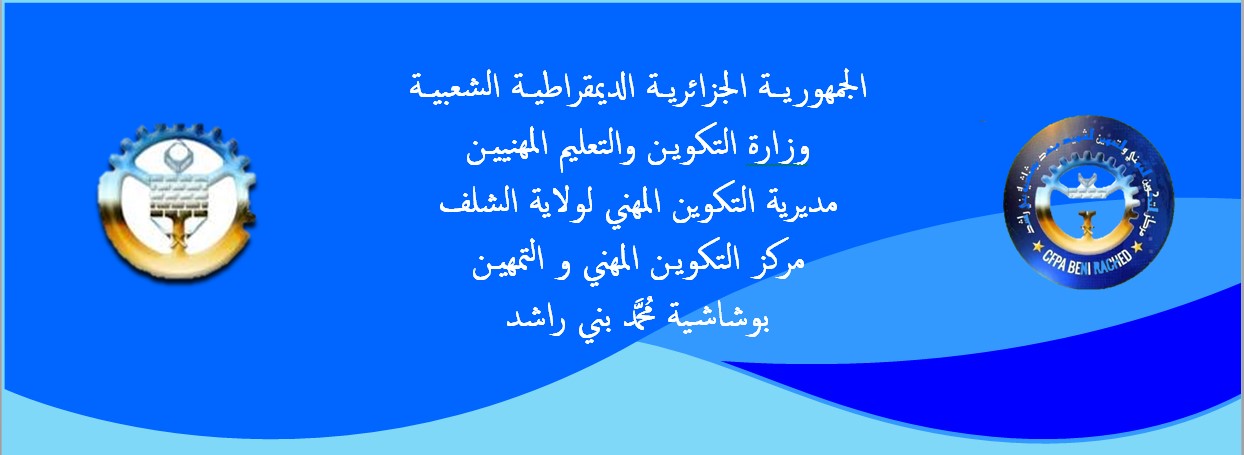 الجمهورية الجزائرية الديمقراطية الشعبية
وزارة التكوين والتعليم المهنيين
مديرية التكوين المهني لولاية الشلف
مركز التكوين المهني و التمهين
بوشاشية محمد بني راشد
CFPA BENI RACHED